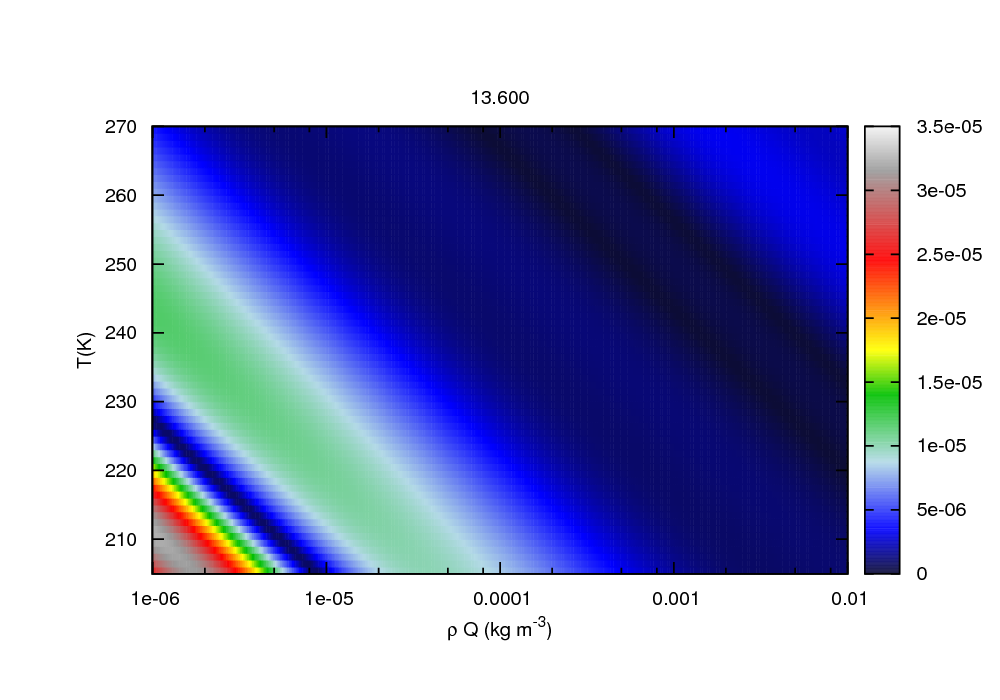 13.600
270
260
250
240
230
220
210
T(K)
1e-06 1e-05 0.0001 0.001 0.01
ρ Q (kg m-3)
3.5e-05
3e-05
2.5e-05
2e-05
1.5e-05
1e-05
5e-06
0